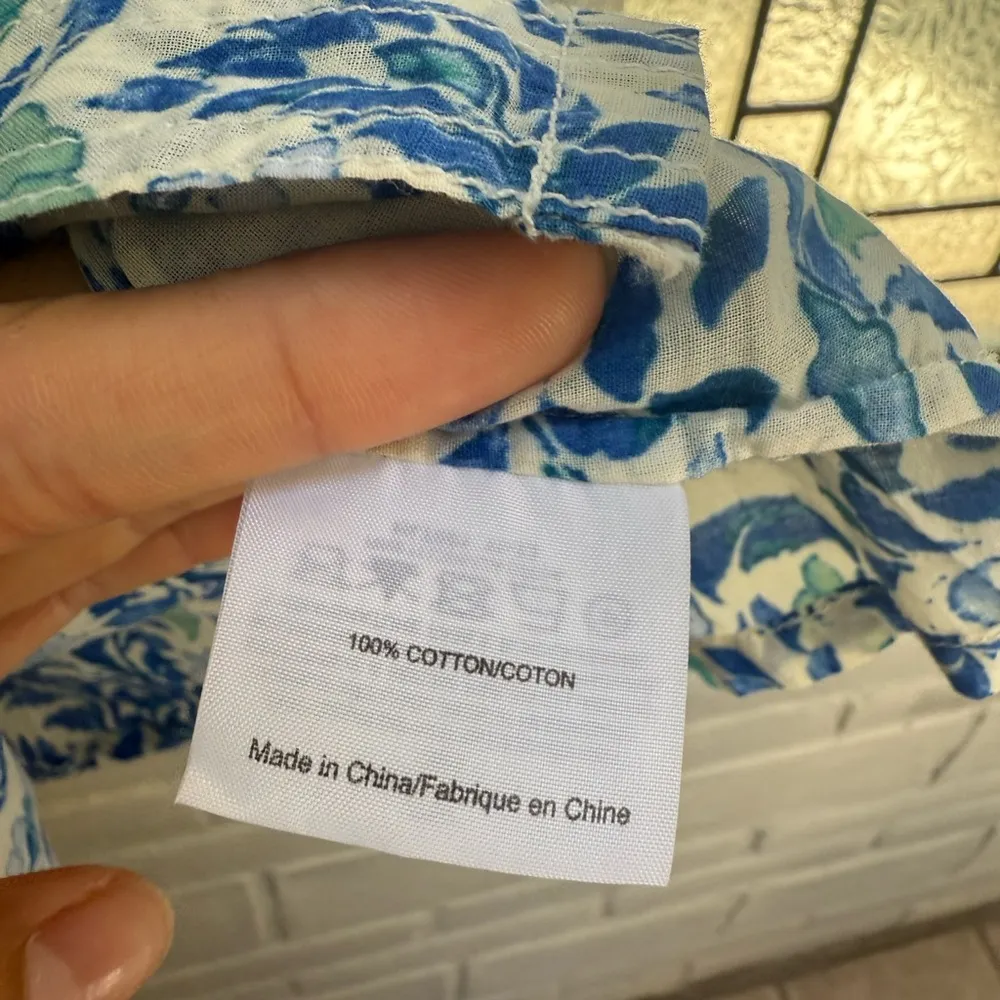 100% COTTON/COTON
Made in China/Fabrique en Chine